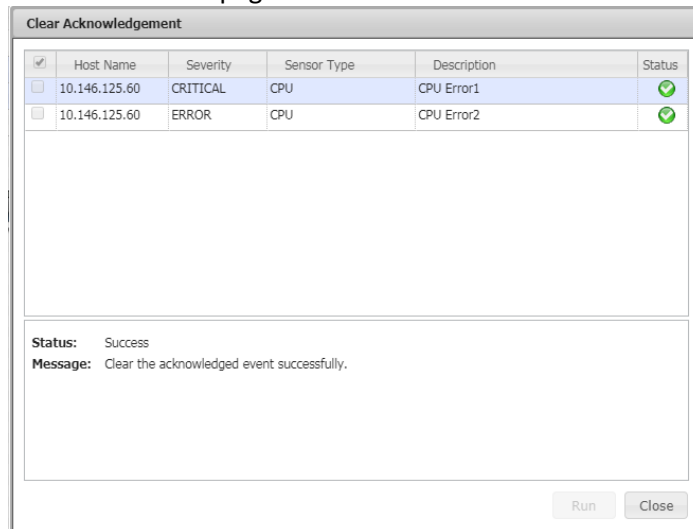 Clear Acknowledgement
Host Name Severity Sensor Type Description Status
10.146.125.60 CRITICAL CPU CPU Error1
10.146.125.60 ERROR CPU CPU Error2
Status: Success
Message: Clear the acknowledged event successfully.
Run Close